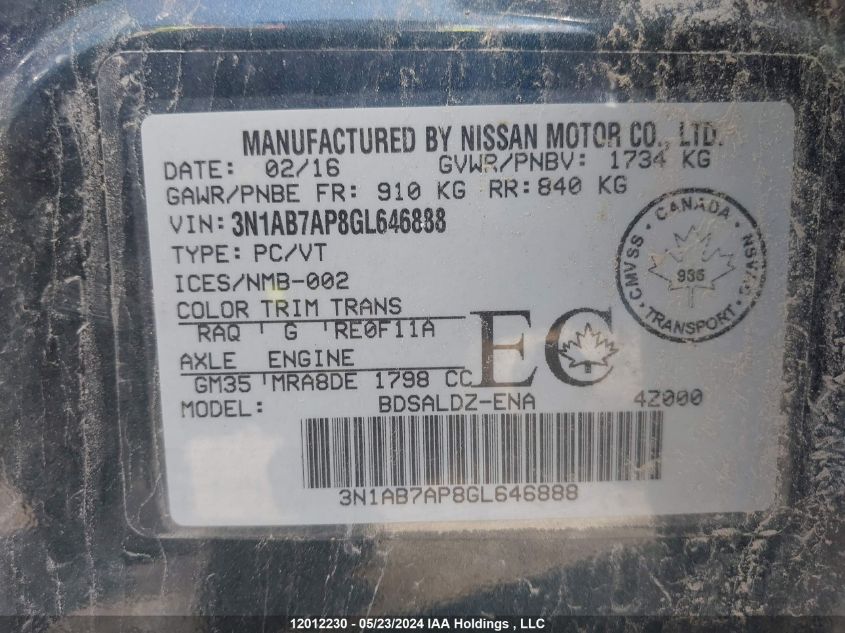 MANUFACTURED BY NISSAN MOTOR CO., LTD.
DATE: 02/16 GVWR/PNBV: 1734 KG
GAWR/PNBE FR: 910 KG RR:840 KG
VIN: 3N1AB7AP8GL646888
TYPE: PC/VT
ICES/NMB-002
COLOR TRIM TRANS
RAQ G RE0F11A
AXLE ENGINE
GM35 MRA8DE 1798 CC
EC
CANADA
CMVSS NSVAC
936
TRANSPORT
MODEL: BDSALDZ-ENA 4Z000
3N1AB7AP8GL646888
12012230 - 05/23/2024 IAA Holdings , LLC